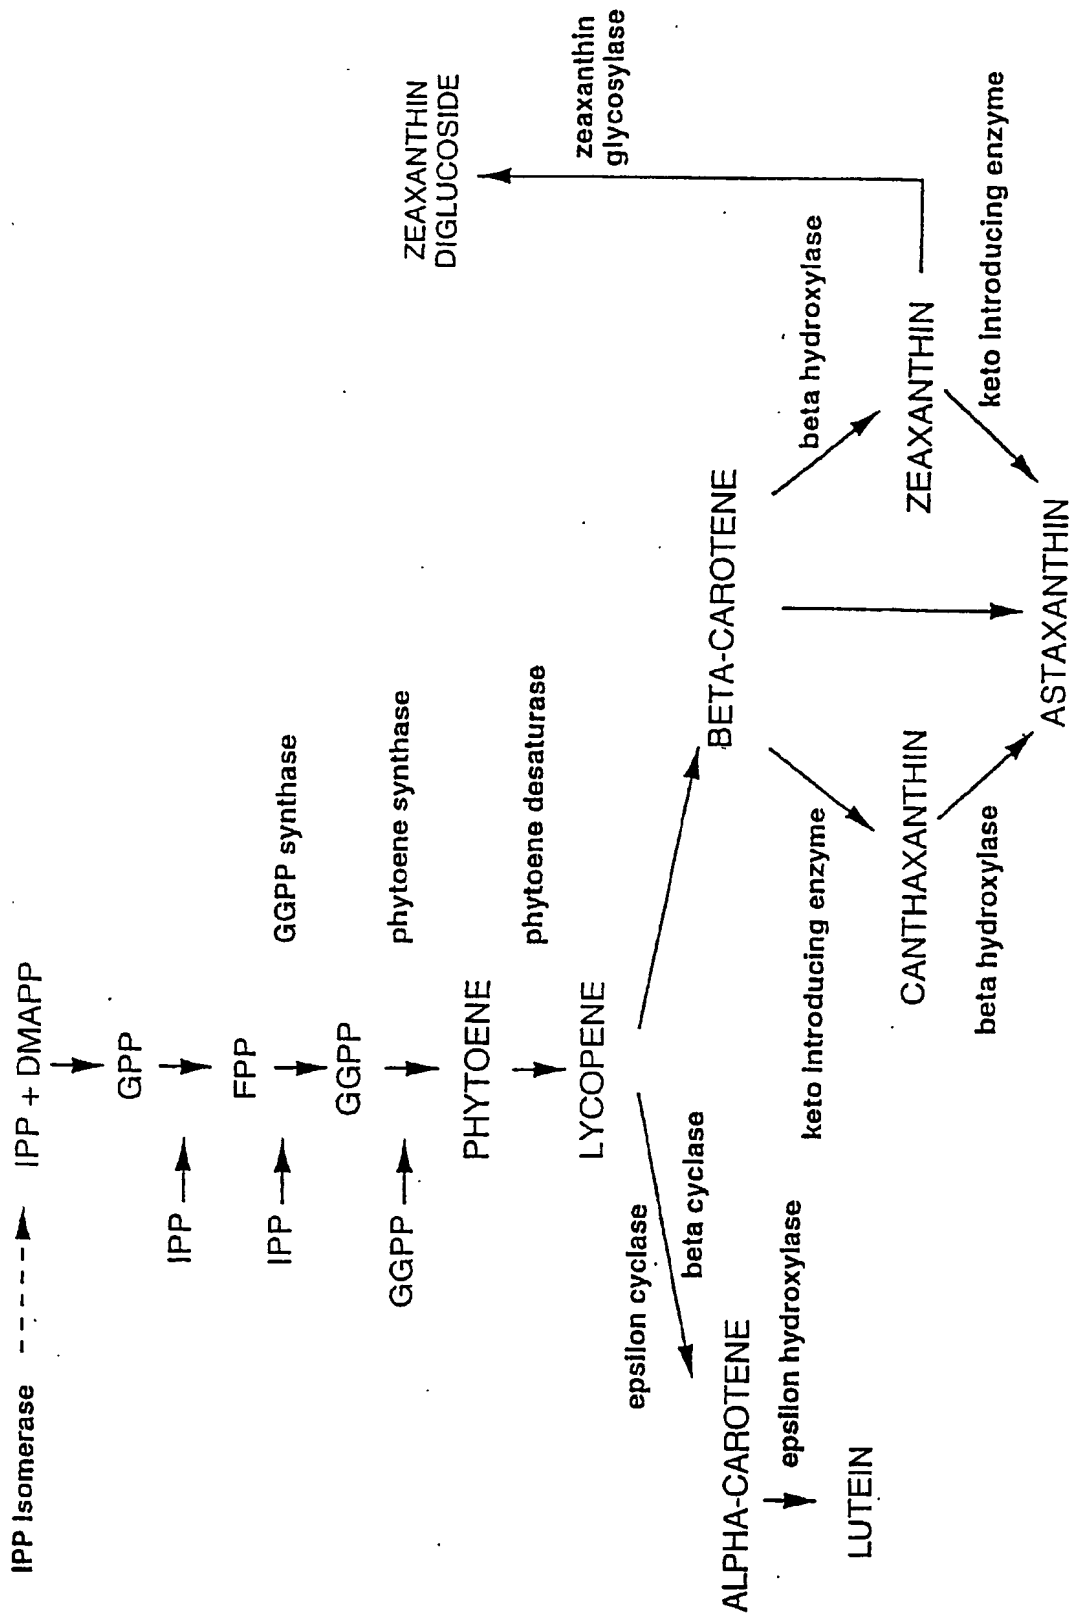 IPP Isomerase
IPP + DMAPP
GPP
IPP
FPP
GGPP synthase
IPP
GGPP
phytoene synthase
GGPP
PHYTOENE
phytoene desaturase
LYCOPENE
epsilon cyclase
beta cyclase
ALPHA-CAROTENE
epsilon hydroxylase
LUTEIN
BETA-CAROTENE
keto introducing enzyme
beta hydroxylase
CANTHAXANTHIN
ZEAXANTHIN
beta hydroxylase
keto introducing enzyme
ASTAXANTHIN
ZEAXANTHIN
DIGLUCOSIDE
zeaxanthin
glycosylase